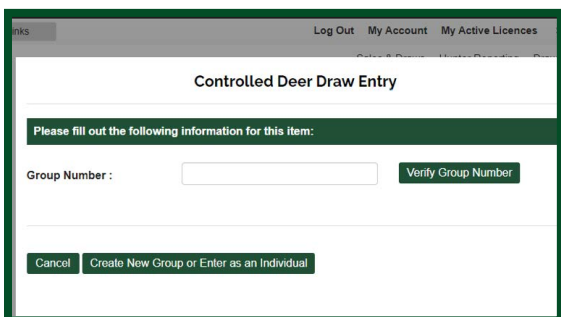 nks
Log Out My Account My Active Licences
Controlled Deer Draw Entry
Please fill out the following information for this item:
Group Number :
Verify Group Number
Cancel
Create New Group or Enter as an Individual